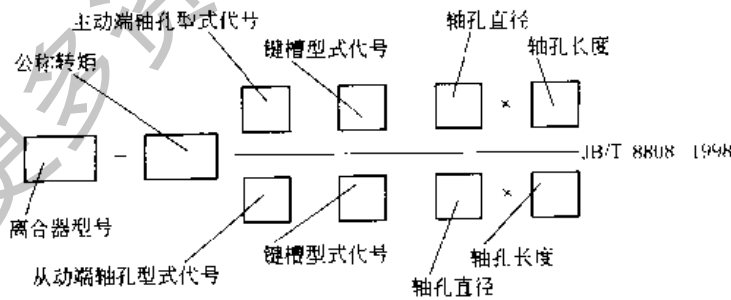 主动端轴孔型式代号
轴孔直径
键槽型式代号
轴孔长度
公称转矩
× 
— JB/T 8808—1998
×
离合器型号
键槽型式代号
轴孔长度
从动端轴孔型式代号
轴孔直径
更多资